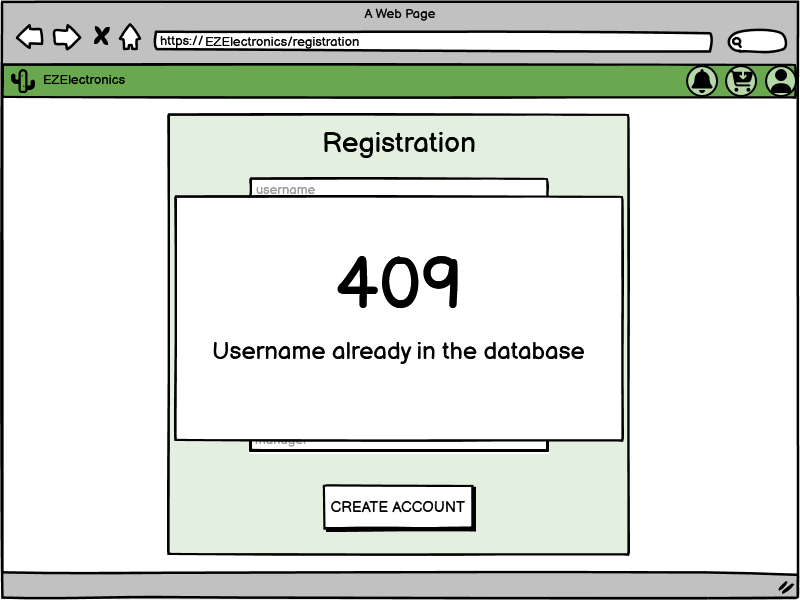 A Web Page
https://EZElectronics/registration
EZElectronics
Registration
username
409
Username already in the database
manager
CREATE ACCOUNT